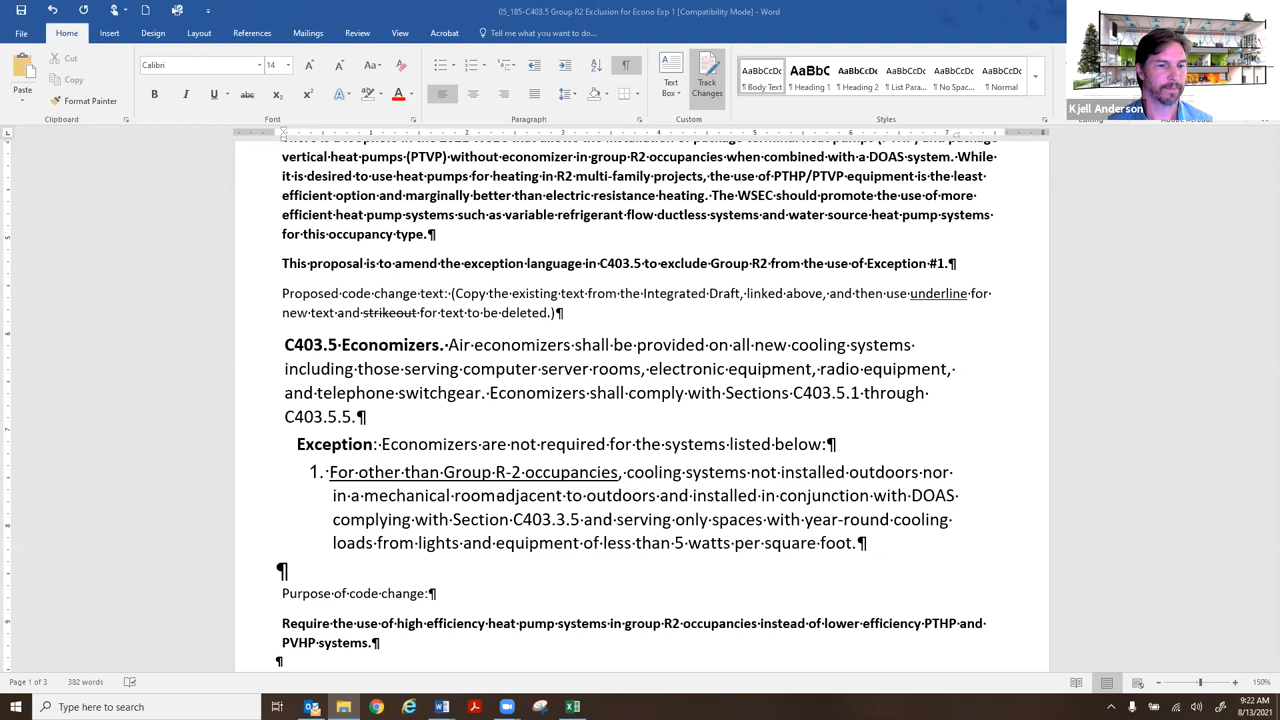 05_185-C403.5 Group R2 Exclusion for Econo Exp 1 [Compatibility Mode] - Word
File Home Insert Draw Design Layout References Mailings Review View Acrobat Tell me what you want to do...
Paste Cut Copy Format Painter
Clipboard
Calibri 14
Font
Paragraph
Text Box Track Changes
Custom
AaBbCcDc Body Text AaBbC Heading 1 AaBbCcDc Heading 2 AaBbCcDc List Para... AaBbCcDc No Spac... AaBbCcDc Normal
Styles
Kjell Anderson
vertical heat pumps (PTVP) without economizer in group R2 occupancies when combined with a DOAS system. While
it is desired to use heat pumps for heating in R2 multi-family projects, the use of PTHP/PTVP equipment is the least
efficient option and marginally better than electric resistance heating. The WSEC should promote the use of more
efficient heat pump systems such as variable refrigerant flow ductless systems and water source heat pump systems
for this occupancy type.¶
This proposal is to amend the exception language in C403.5 to exclude Group R2 from the use of Exception #1.¶
Proposed code change text: (Copy the existing text from the Integrated Draft, linked above, and then use underline for
new text and strikeout for text to be deleted.)¶
C403.5 Economizers. Air economizers shall be provided on all new cooling systems
including those serving computer server rooms, electronic equipment, radio equipment,
and telephone switchgear. Economizers shall comply with Sections C403.5.1 through
C403.5.5.¶
Exception: Economizers are not required for the systems listed below:¶
1. For other than Group R-2 occupancies, cooling systems not installed outdoors nor
in a mechanical room adjacent to outdoors and installed in conjunction with DOAS
complying with Section C403.3.5 and serving only spaces with year-round cooling
loads from lights and equipment of less than 5 watts per square foot.¶
¶
Purpose of code change:¶
Require the use of high efficiency heat pump systems in group R2 occupancies instead of lower efficiency PTHP and
PVHP systems.¶
¶
Page 1 of 3 382 words 150%
Type here to search
9:22 AM
8/13/2021